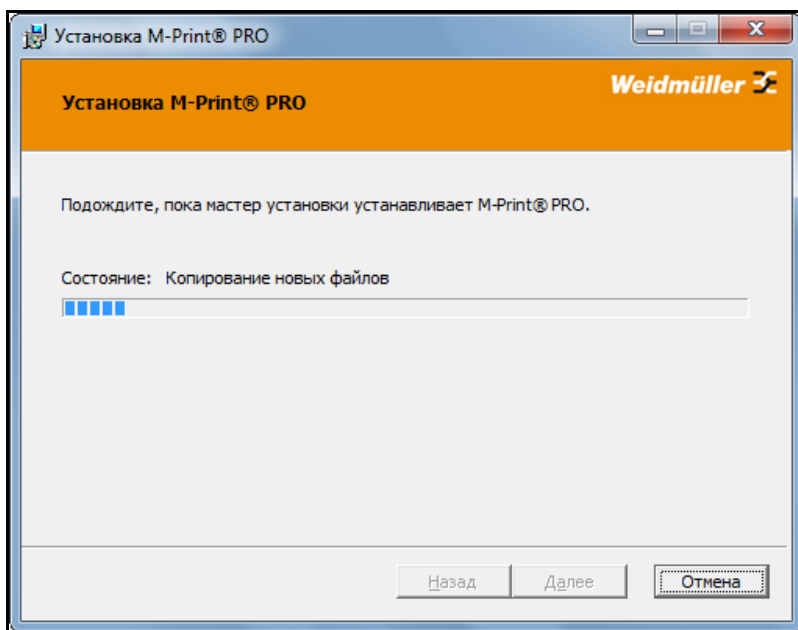 Установка M-Print® PRO
Weidmüller
Установка M-Print® PRO
Подождите, пока мастер установки устанавливает M-Print® PRO.
Состояние: Копирование новых файлов
Назад Далее Отмена